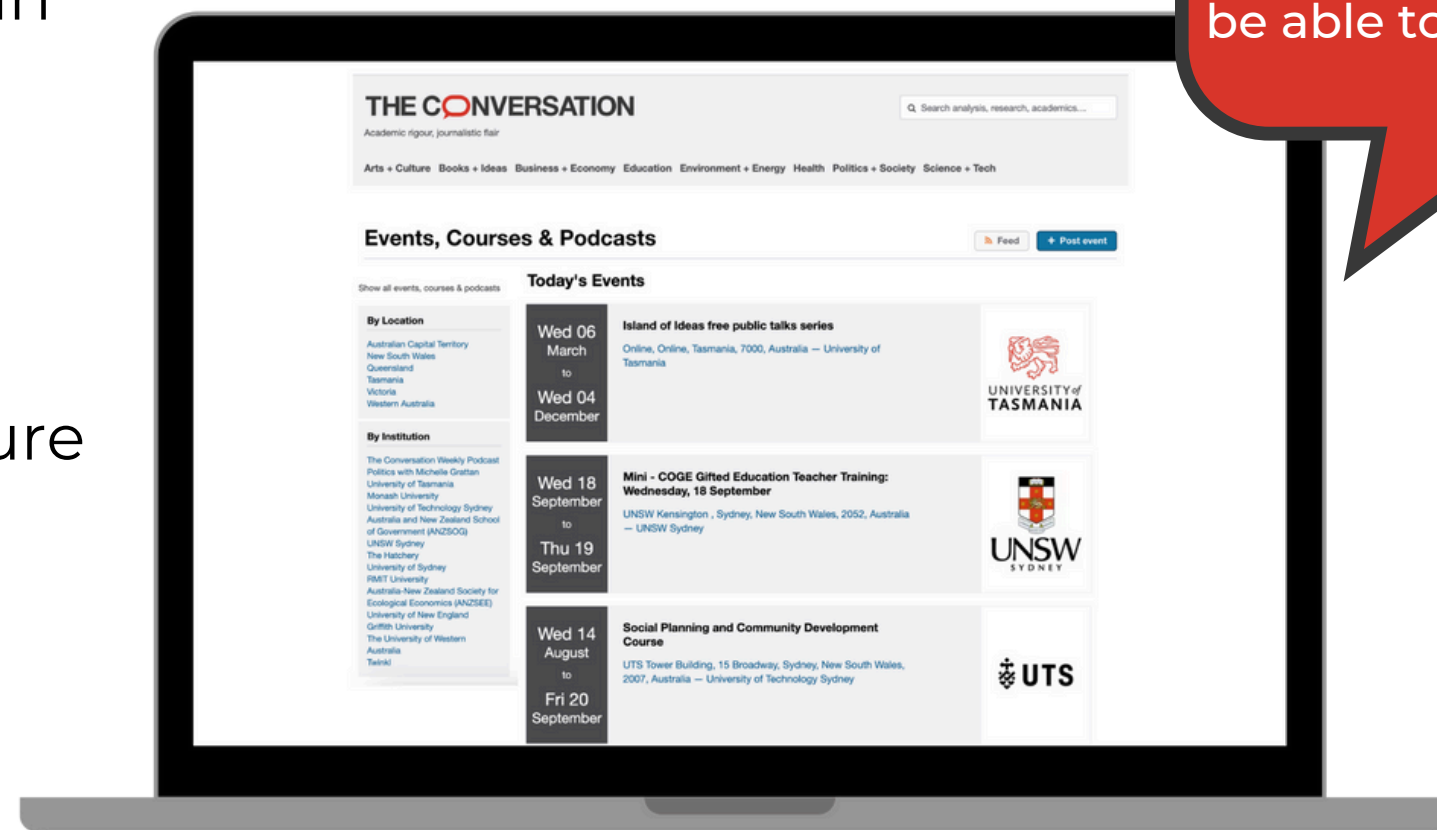 in
ure
be able to
THE CONVERSATION
Academic rigour, journalistic flair
Search analysis, research, academics...
Arts + Culture Books + Ideas Business + Economy Education Environment + Energy Health Politics + Society Science + Tech
Events, Courses & Podcasts
Feed
+ Post event
Show all events, courses & podcasts
By Location
Australian Capital Territory
New South Wales
Queensland
Tasmania
Victoria
Western Australia
By Institution
The Conversation Weekly Podcast
Politics with Michelle Grattan
University of Tasmania
Monash University
University of Technology Sydney
Australia and New Zealand School
of Government (ANZSOG)
UNSW Sydney
The Hatchery
University of Sydney
RMIT University
Australia-New Zealand Society for
Ecological Economics (ANZSEE)
University of New England
Griffith University
The University of Western
Australia
Twinkl
Today's Events
Wed 06
March
to
Wed 04
December
Island of Ideas free public talks series
Online, Online, Tasmania, 7000, Australia — University of
Tasmania
UNIVERSITY of
TASMANIA
Wed 18
September
to
Thu 19
September
Mini - COGE Gifted Education Teacher Training:
Wednesday, 18 September
UNSW Kensington , Sydney, New South Wales, 2052, Australia
— UNSW Sydney
UNSW
SYDNEY
Wed 14
August
to
Fri 20
September
Social Planning and Community Development
Course
UTS Tower Building, 15 Broadway, Sydney, New South Wales,
2007, Australia — University of Technology Sydney
UTS